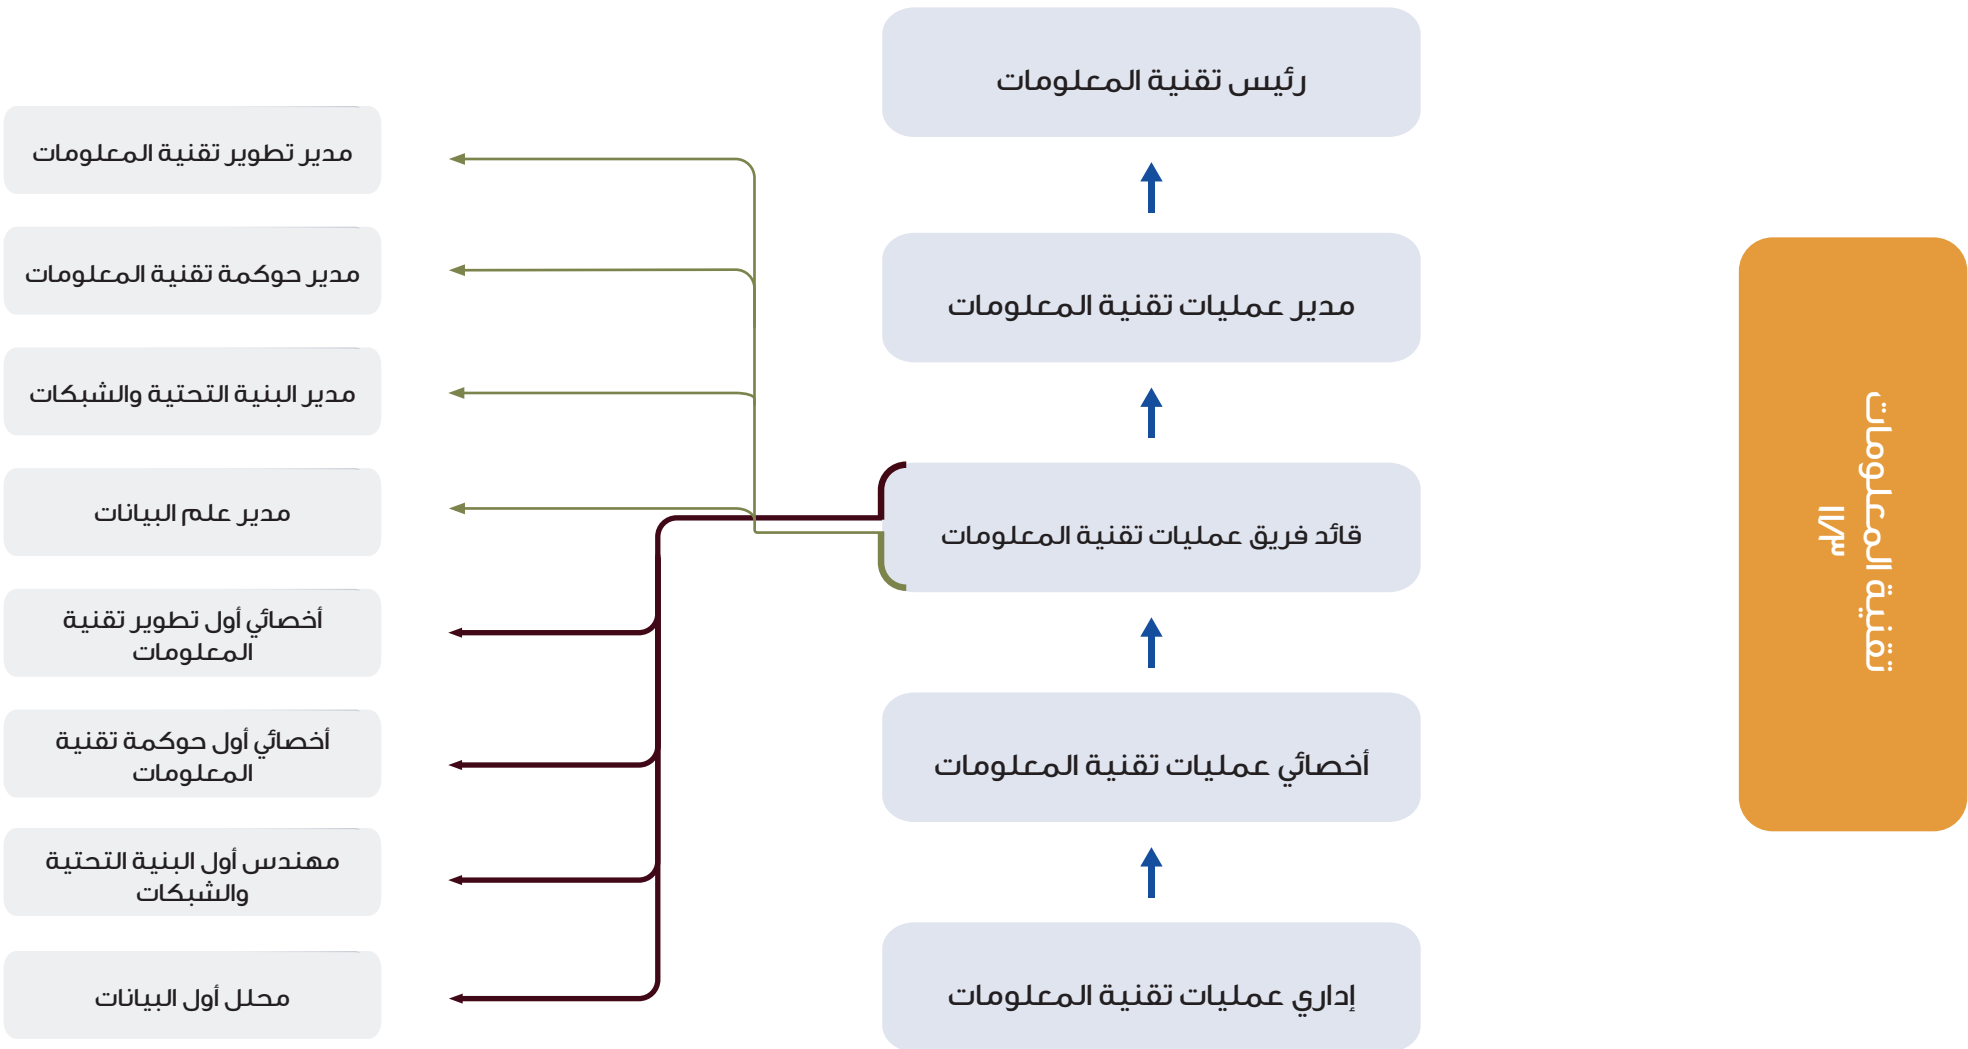 تقنية المعلومات
١١/٣
رئيس تقنية المعلومات
مدير عمليات تقنية المعلومات
قائد فريق عمليات تقنية المعلومات
أخصائي عمليات تقنية المعلومات
إداري عمليات تقنية المعلومات
مدير تطوير تقنية المعلومات
مدير حوكمة تقنية المعلومات
مدير البنية التحتية والشبكات
مدير علم البيانات
أخصائي أول تطوير تقنية
المعلومات
أخصائي أول حوكمة تقنية
المعلومات
مهندس أول البنية التحتية
والشبكات
محلل أول البيانات